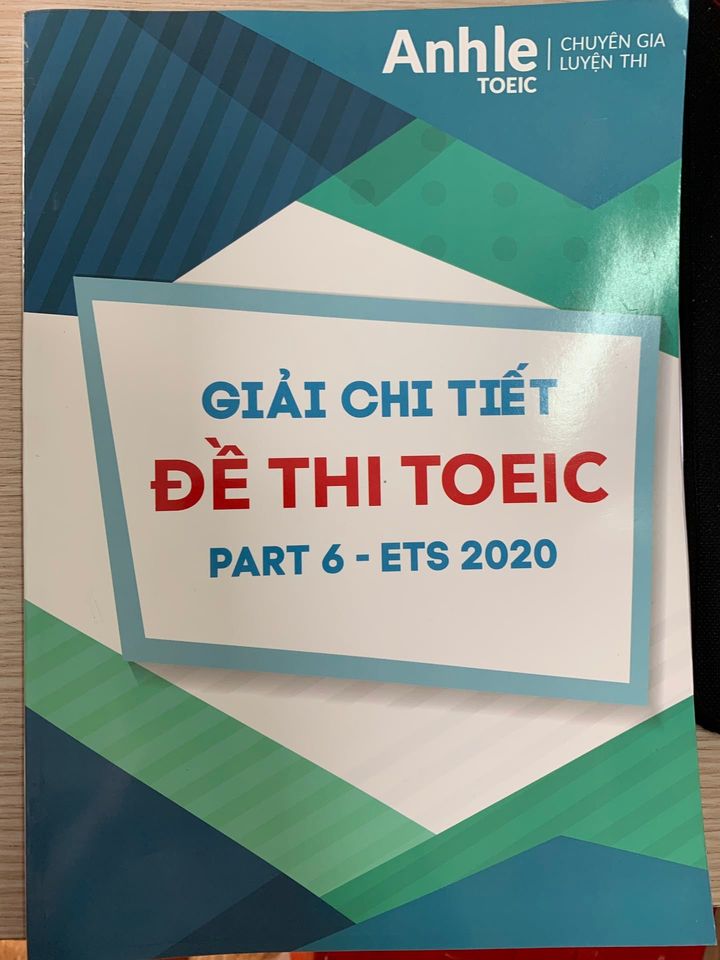 Anhle
TOEIC
CHUYÊN GIA
LUYỆN THI
GIẢI CHI TIẾT
ĐỀ THI TOEIC
PART 6 - ETS 2020